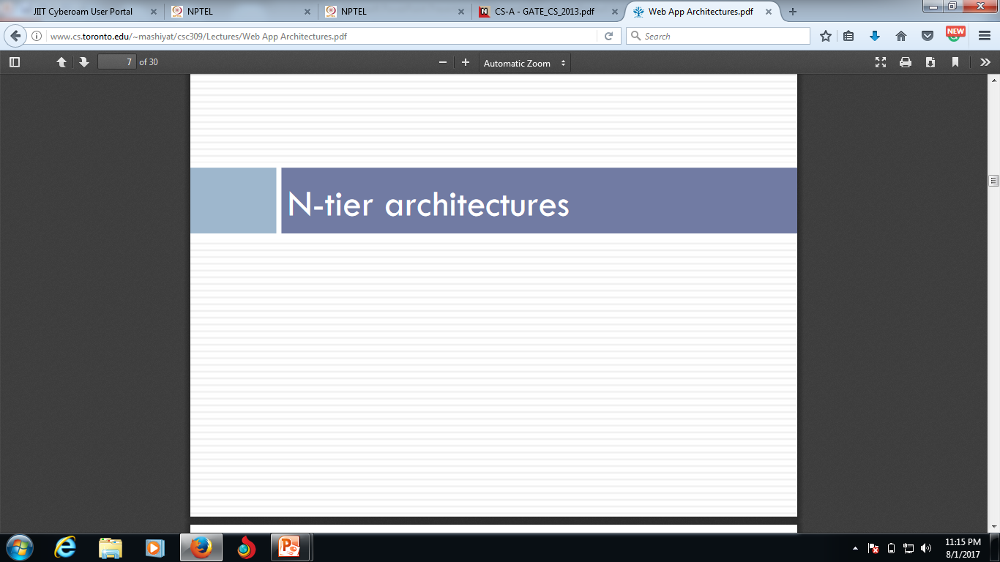 JIIT Cyberoam User Portal
NPTEL
NPTEL
CS-A - GATE_CS_2013.pdf
Web App Architectures.pdf
www.cs.toronto.edu/~mashiyat/csc309/Lectures/Web App Architectures.pdf
Search
NEW
7 of 30
Automatic Zoom
N-tier architectures
11:15 PM
8/1/2017